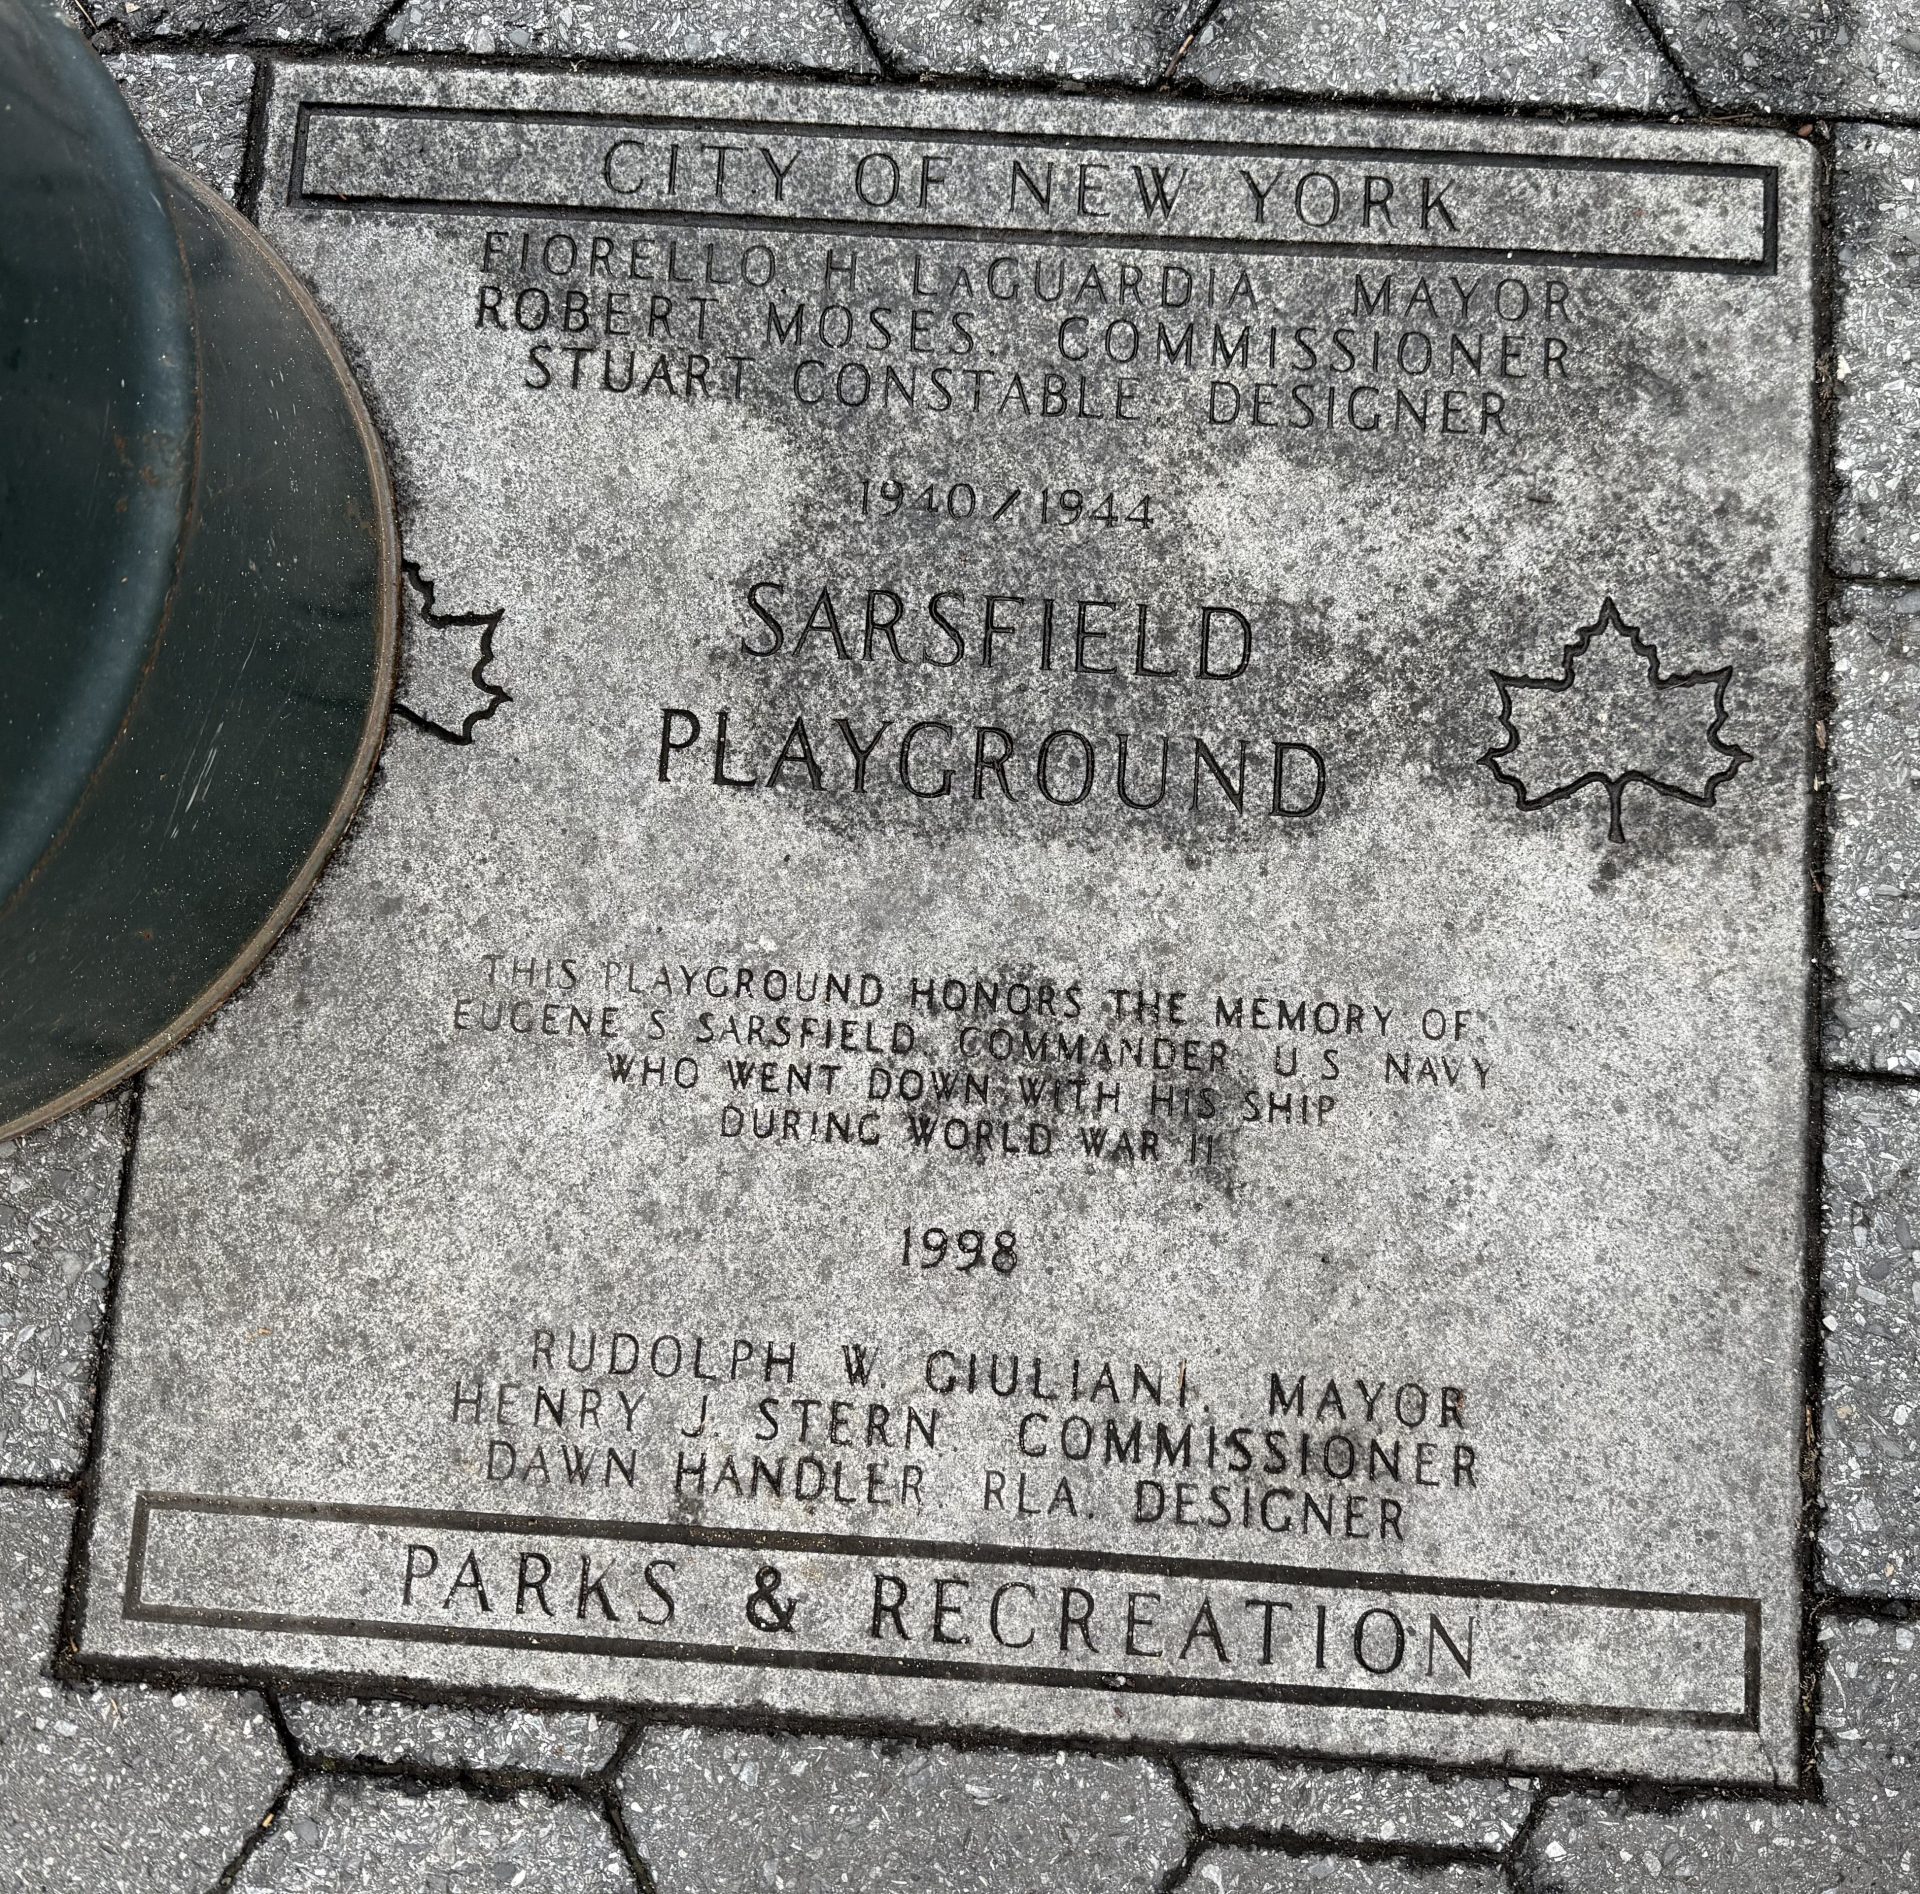 CITY OF NEW YORK
FIORELLO H. LAGUARDIA, MAYOR
ROBERT MOSES, COMMISSIONER
STUART CONSTABLE, DESIGNER
1940/1944
SARSFIELD
PLAYGROUND
THIS PLAYGROUND HONORS THE MEMORY OF
EUGENE S. SARSFIELD, COMMANDER, U.S. NAVY
WHO WENT DOWN WITH HIS SHIP
DURING WORLD WAR II
1998
RUDOLPH W. GIULIANI, MAYOR
HENRY J. STERN, COMMISSIONER
DAWN HANDLER, RLA, DESIGNER
PARKS & RECREATION